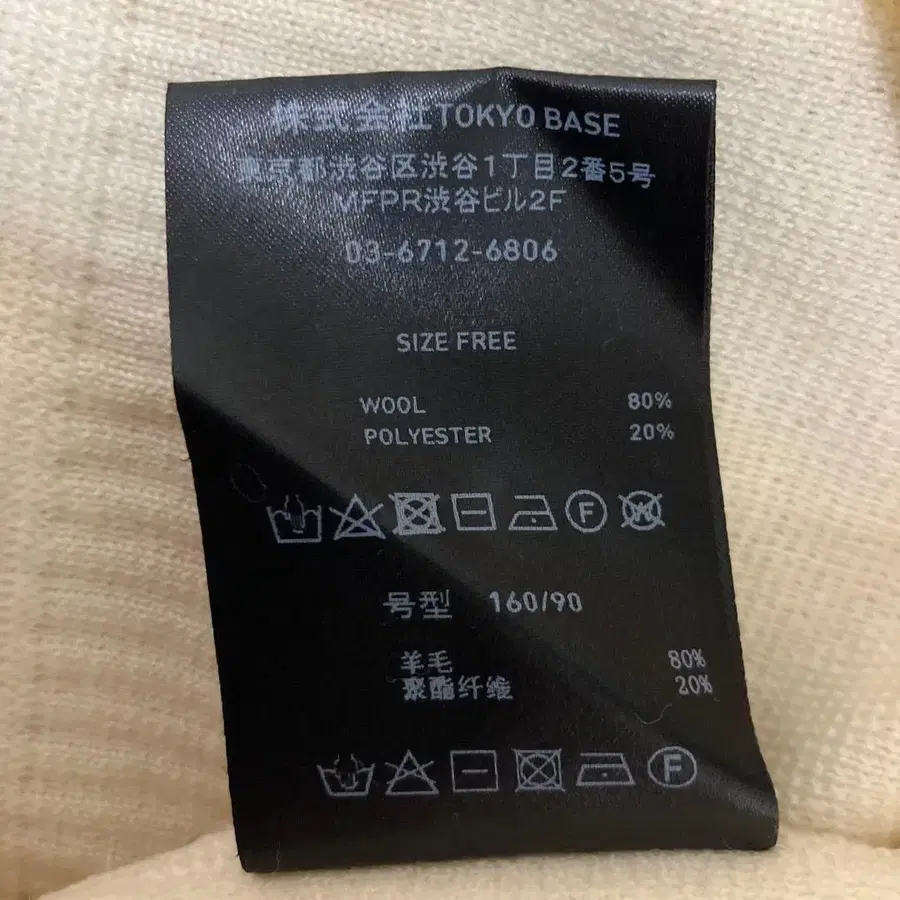 株式会社TOKYO BASE
東京都渋谷区渋谷1丁目2番5号
MFPR渋谷ビル2F
03-6712-6806
SIZE FREE
WOOL 80%
POLYESTER 20%
F W
号型 160/90
羊毛 80%
聚酯纤维 20%
F